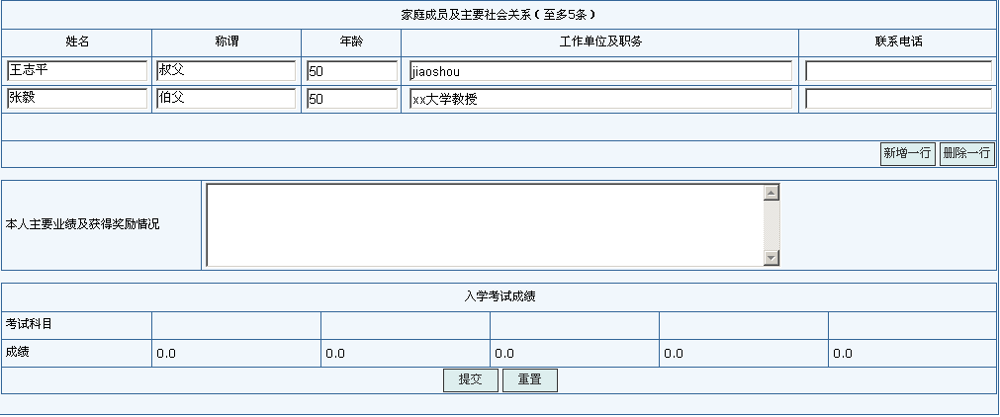 家庭成员及主要社会关系（至多5条）
姓名 称谓 年龄 工作单位及职务 联系电话
王志平 叔父 50 jiaoshou
张毅 伯父 50 xx大学教授
新增一行 删除一行
本人主要业绩及获得奖励情况
入学考试成绩
考试科目
成绩 0.0 0.0 0.0 0.0 0.0
提交 重置